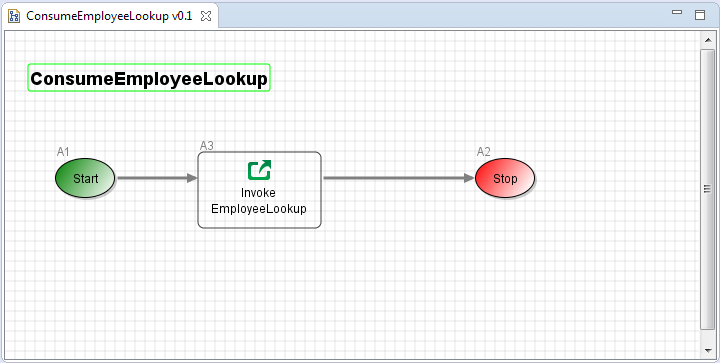 ConsumeEmployeeLookup v0.1
ConsumeEmployeeLookup
A1
Start
A3
Invoke
EmployeeLookup
A2
Stop